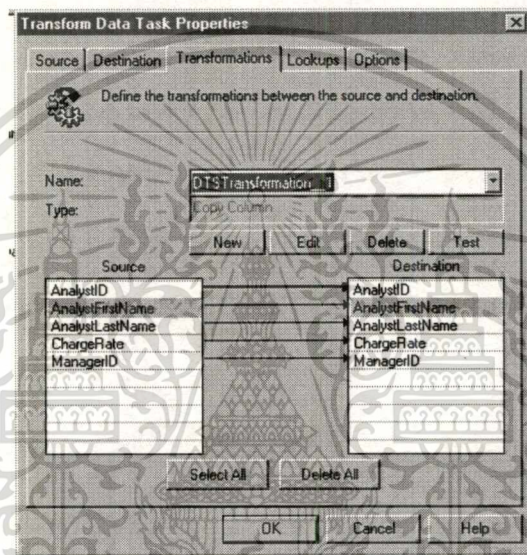 Transform Data Task Properties
Source Destination Transformations Lookups Options
Define the transformations between the source and destination.
Name:
Type: Copy Column
New Edit Delete Test
Source Destination
AnalystID AnalystID
AnalystFirstName AnalystFirstName
AnalystLastName AnalystLastName
ChargeRate ChargeRate
ManagerID ManagerID
Select All Delete All
OK Cancel Help